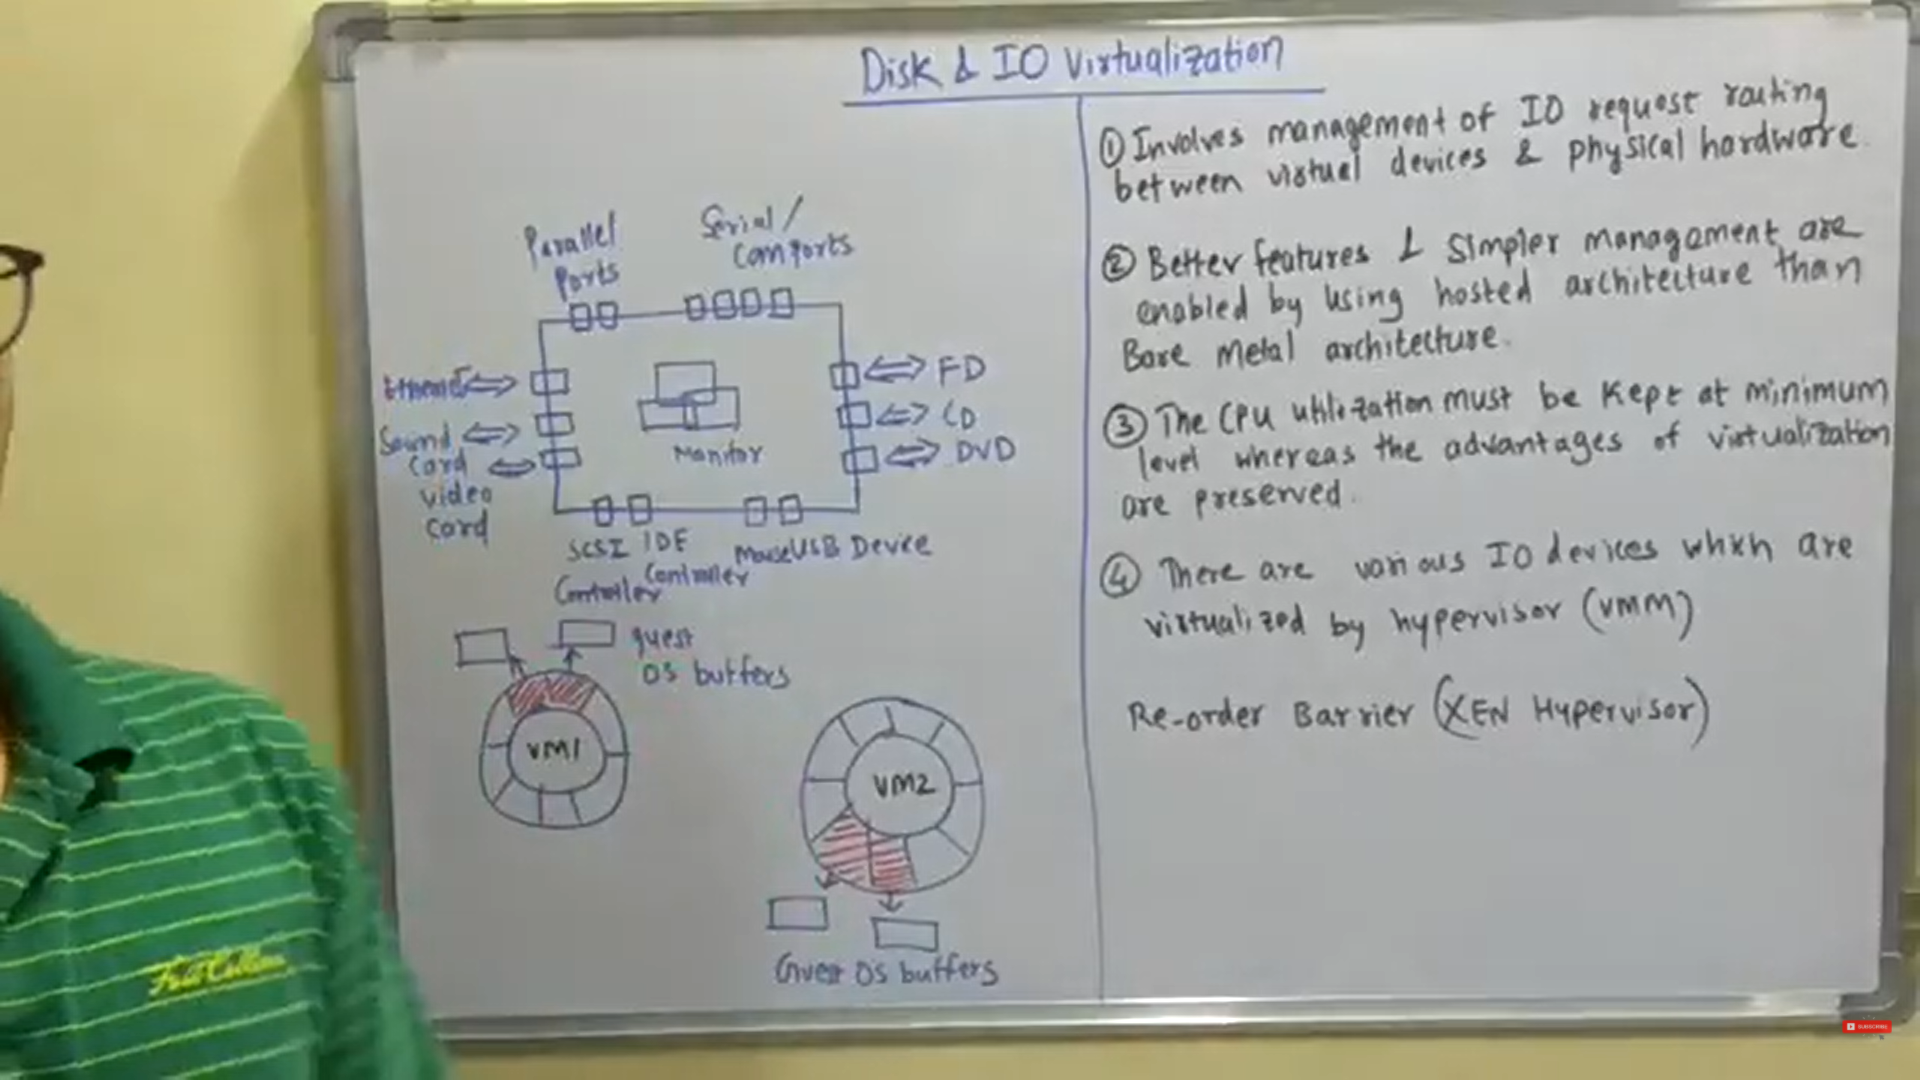 Disk & IO Virtualization
Parallel
Ports
Serial/
Com Ports
Ethernet
Sound
Card
video
Card
Monitor
FD
CD
DVD
SCSI
Controller
IDE
Controller
Mouse
USB Device
guest
OS buffers
VM1
VM2
Guest OS buffers
① Involves management of IO request routing
between virtual devices & physical hardware.
② Better features & Simpler management are
enabled by using hosted architecture than
Bare Metal architecture.
③ The CPU utilization must be kept at minimum
level whereas the advantages of virtualization
are preserved.
④ There are various IO devices which are
virtualized by hypervisor (VMM)
Re-order Barrier (XEN Hypervisor)
SUBSCRIBE